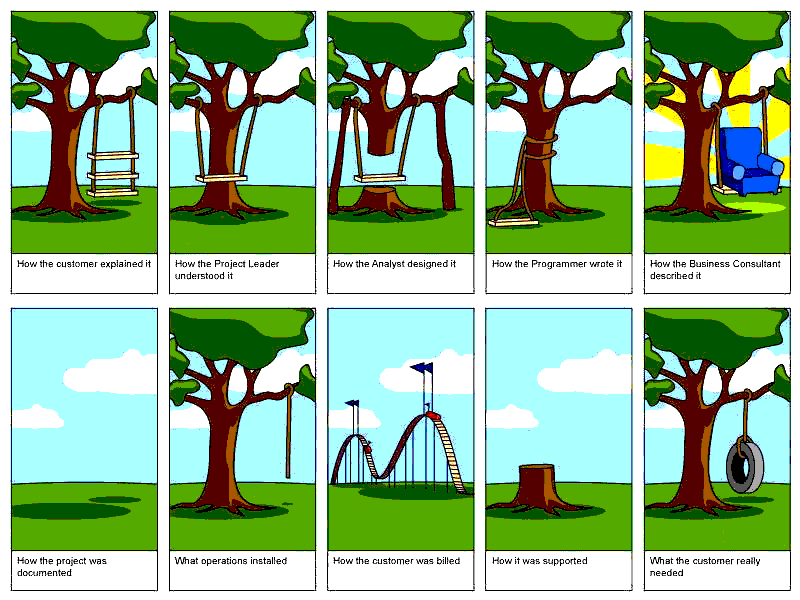 How the customer explained it
How the Project Leader
understood it
How the Analyst designed it
How the Programmer wrote it
How the Business Consultant
described it
How the project was
documented
What operations installed
How the customer was billed
How it was supported
What the customer really
needed